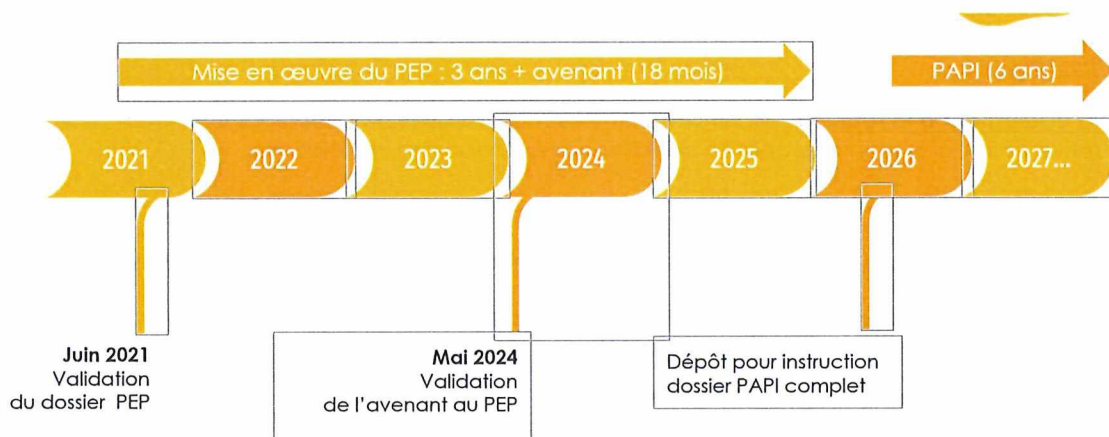 Mise en œuvre du PEP : 3 ans + avenant (18 mois)
PAPI (6 ans)
2021
2022
2023
2024
2025
2026
2027...
Juin 2021
Validation
du dossier PEP
Mai 2024
Validation
de l'avenant au PEP
Dépôt pour instruction
dossier PAPI complet